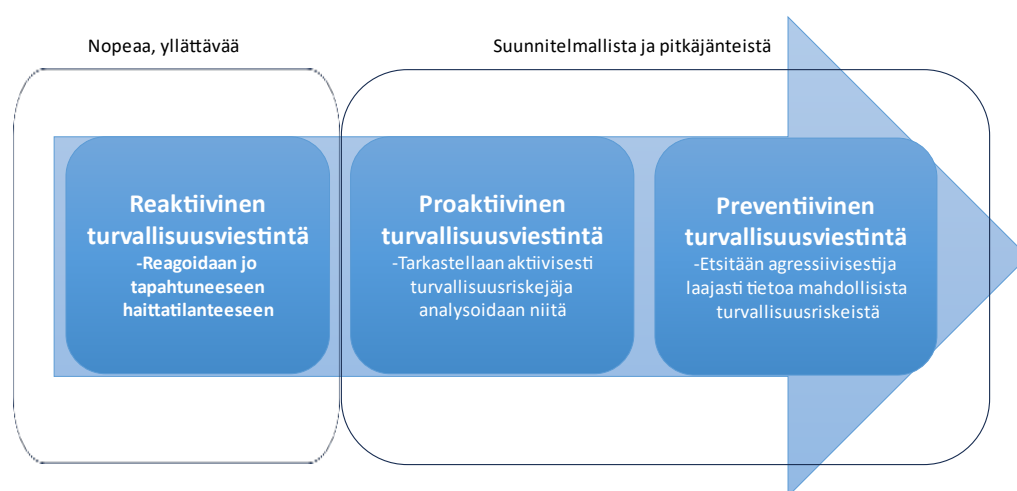 Nopeaa, yllättävää
Suunnitelmallista ja pitkäjänteistä
Reaktiivinen
turvallisuusviestintä
-Reagoidaan jo
tapahtuneeseen
haittatilanteeseen
Proaktiivinen
turvallisuusviestintä
-Tarkastellaan aktiivisesti
turvallisuusriskejäja
analysoidaan niitä
Preventiivinen
turvallisuusviestintä
-Etsitään agressiivisestija
laajasti tietoa mahdollisista
turvallisuusriskeistä